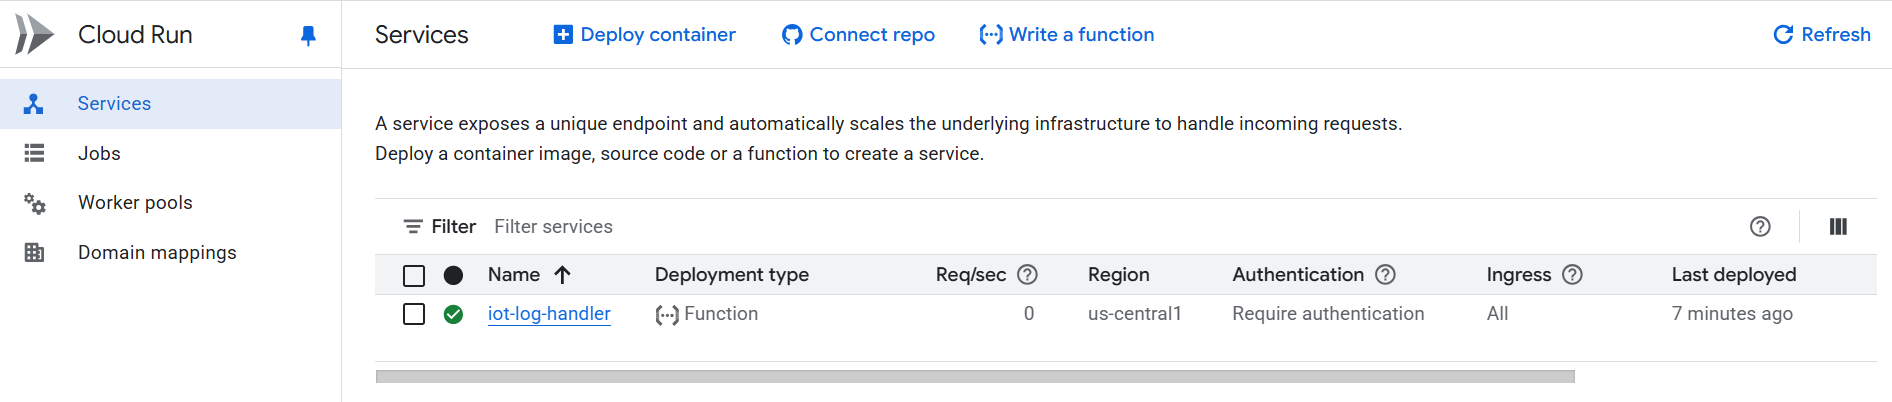 Cloud Run
Services
Deploy container
Connect repo
Write a function
Refresh
Services
Jobs
Worker pools
Domain mappings
A service exposes a unique endpoint and automatically scales the underlying infrastructure to handle incoming requests.
Deploy a container image, source code or a function to create a service.
Filter Filter services
Name Deployment type Req/sec Region Authentication Ingress Last deployed
iot-log-handler Function 0 us-central1 Require authentication All 7 minutes ago